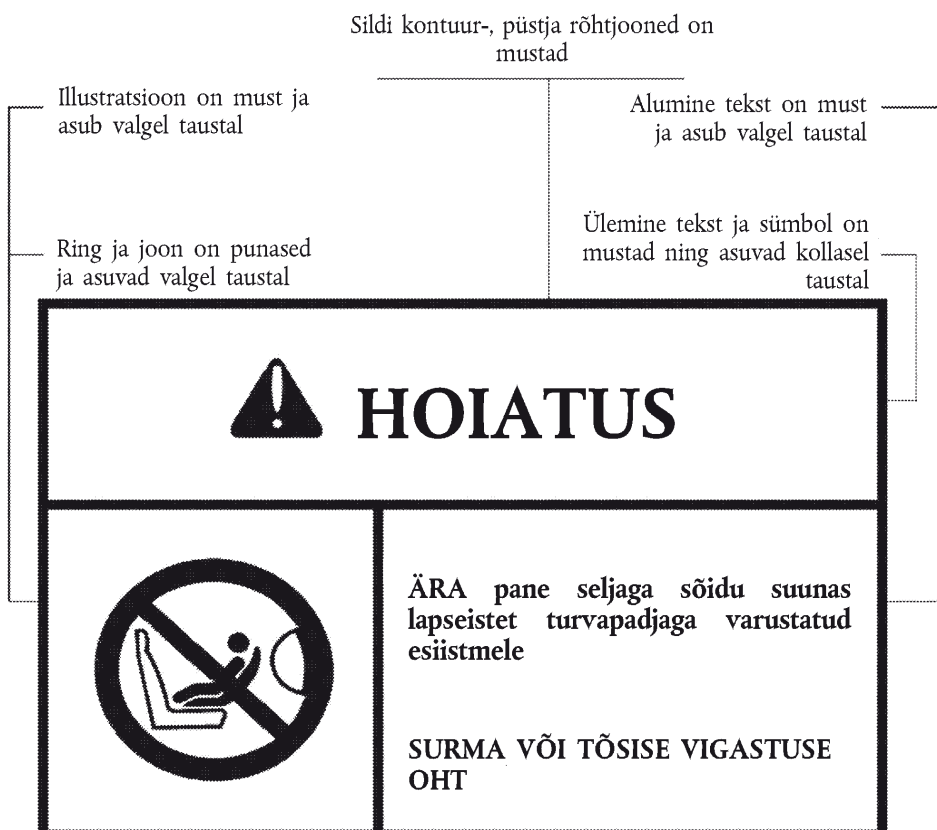 Sildi kontuur-, püstja rõhtjooned on
mustad
Illustratsioon on must ja
asub valgel taustal
Alumine tekst on must
ja asub valgel taustal
Ring ja joon on punased
ja asuvad valgel taustal
Ülemine tekst ja sümbol on
mustad ning asuvad kollasel
taustal
HOIATUS
ÄRA pane seljaga sõidu suunas
lapseistet turvapadjaga varustatud
esiistmele
SURMA VÕI TÕSISE VIGASTUSE
OHT